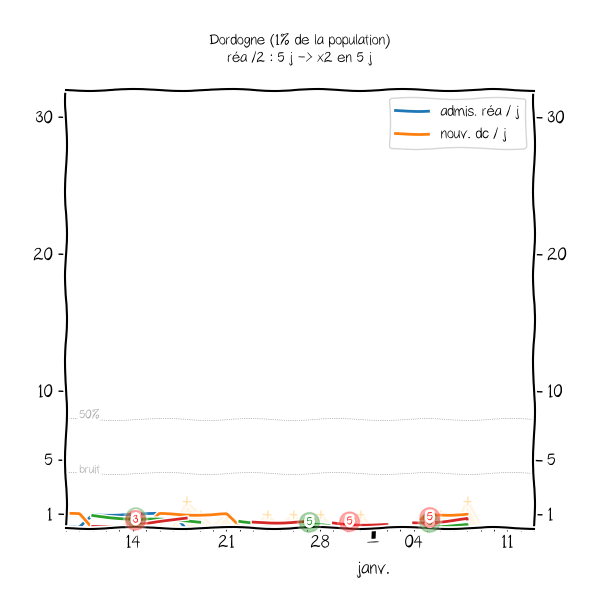 Dordogne (1% de la population)
réa /2 : 5 j -> x2 en 5 j
admis. réa / j
nouv. dc / j
30 30
20 20
10 10
50%
5 5
bruit
1 1
3 5 5 5
14 21 28 1 04 11
janv.